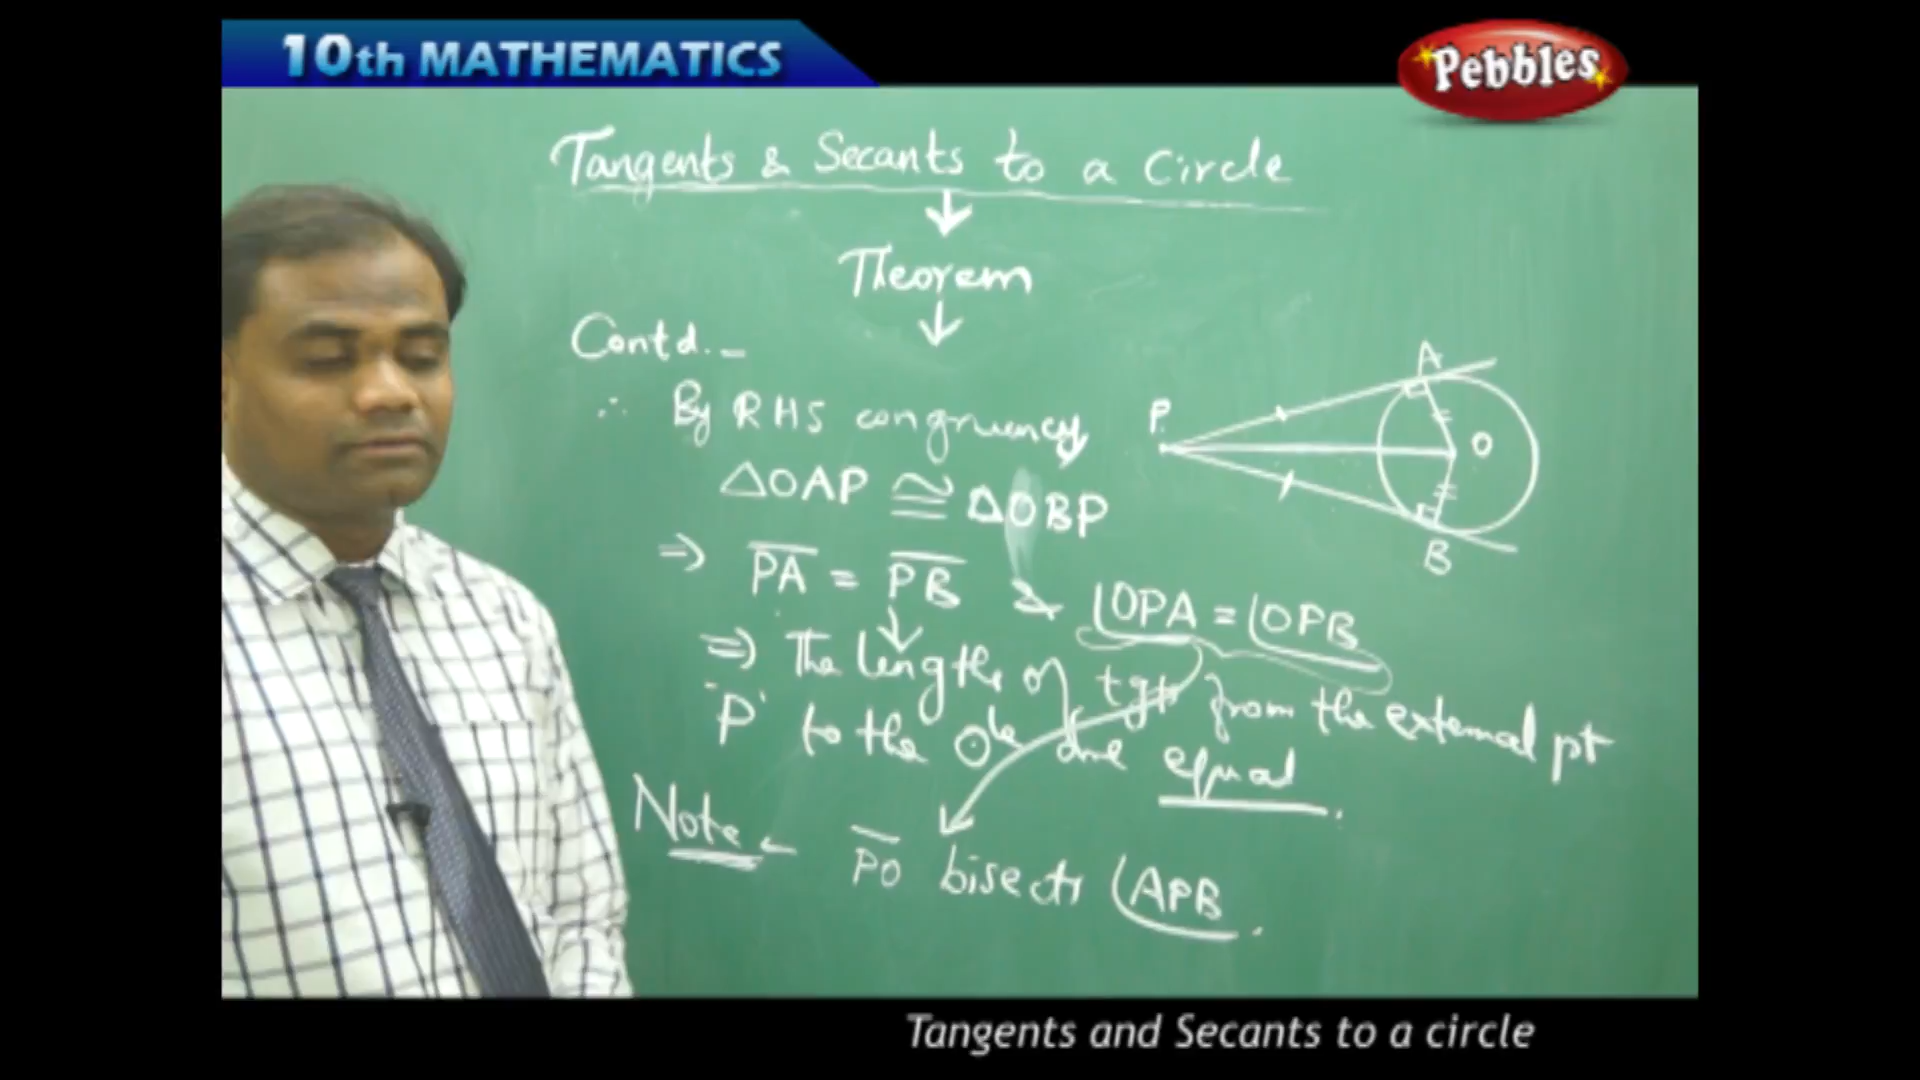 10th MATHEMATICS
Pebbles
Tangents & Secants to a Circle
Theorem
Contd. -
∴ By RHS congruency
△OAP ≅ △OBP
⇒ PA = PB & ∠OPA = ∠OPB
⇒ The lengths of tgts from the external pt
'P' to the Ole are equal.
Note - PO bisects ∠APB.
P
A
O
B
Tangents and Secants to a circle